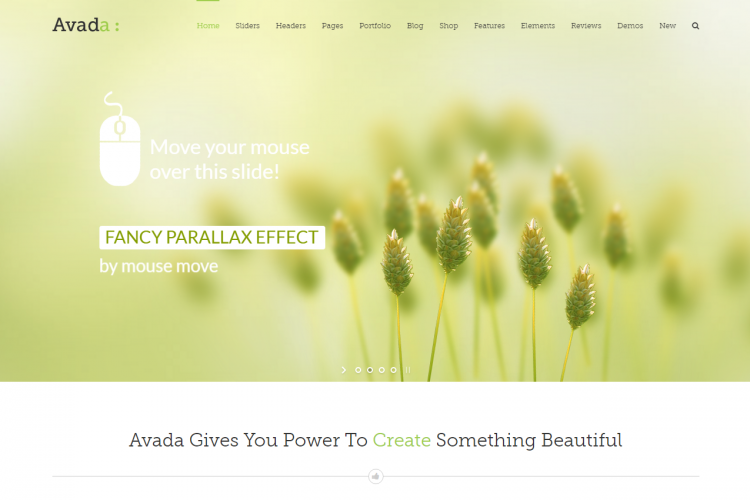 Avada :
Home Sliders Headers Pages Portfolio Blog Shop Features Elements Reviews Demos New
Move your mouse
over this slide!
FANCY PARALLAX EFFECT
by mouse move
Avada Gives You Power To Create Something Beautiful